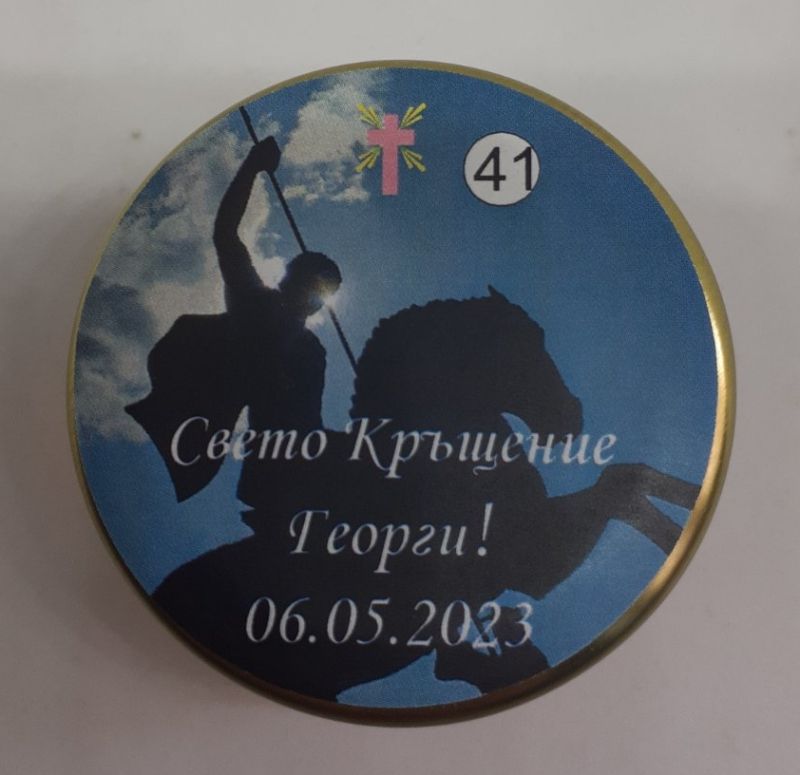 41
Свето Кръщение
Георги!
06.05.2023